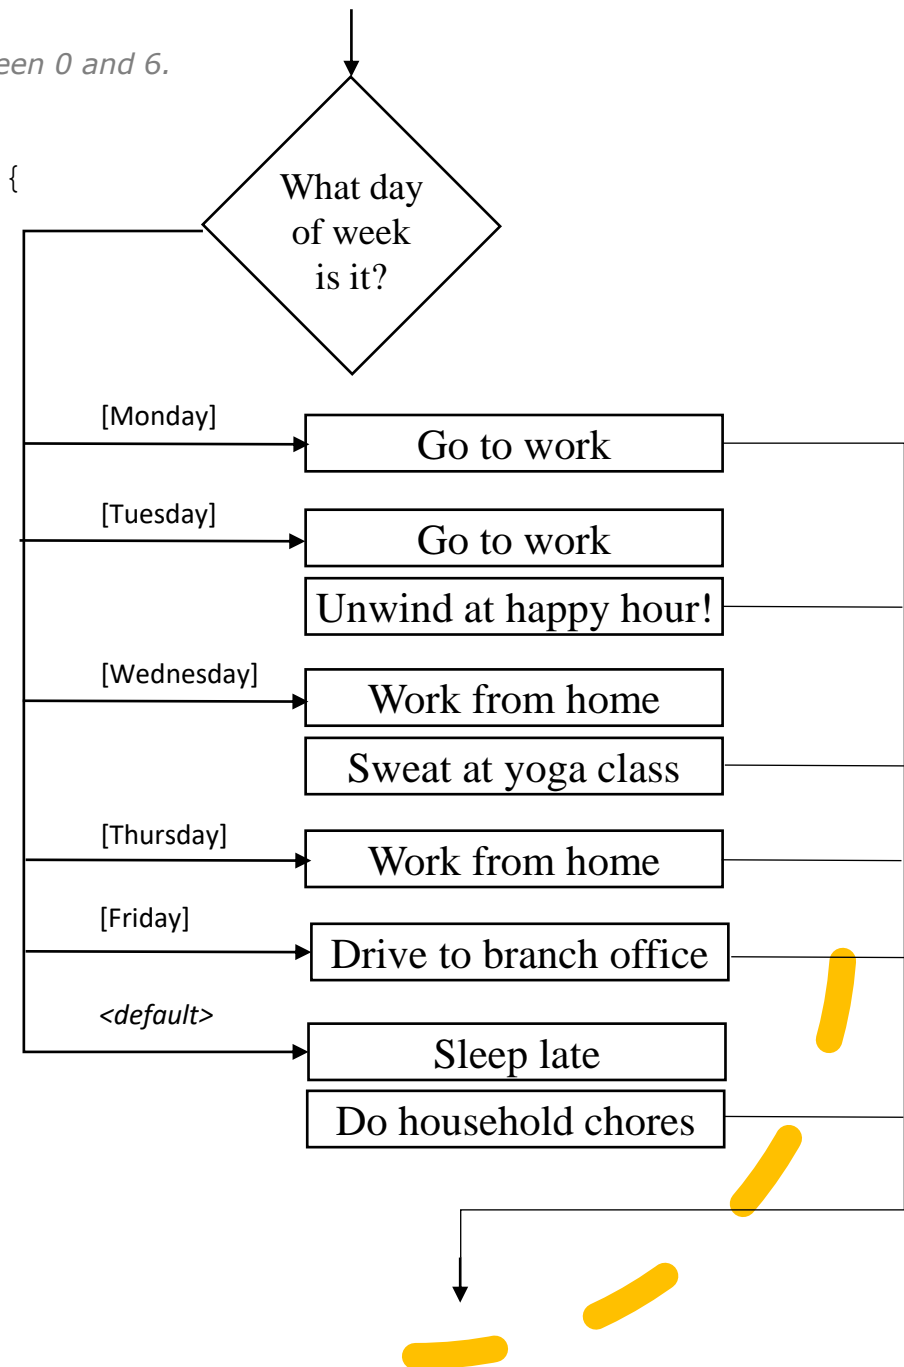 een 0 and 6.
{
What day
of week
is it?
[Monday]
Go to work
[Tuesday]
Go to work
Unwind at happy hour!
[Wednesday]
Work from home
Sweat at yoga class
[Thursday]
Work from home
[Friday]
Drive to branch office
<default>
Sleep late
Do household chores